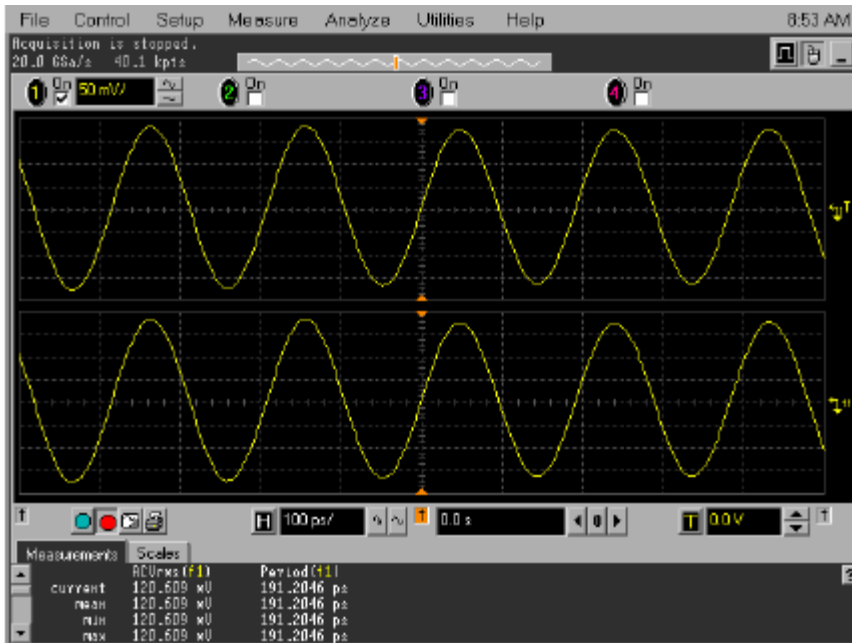 File Control Setup Measure Analyze Utilities Help 8:53 AM
Acquisition is stopped.
20.0 GSa/s 40.1 kpts
1 On 50 mV/ 2 On 3 On 4 On
T
H 100 ps/ T 0.0 s 0 T 0.0 V
Measurements Scales
ACVrms(f1) Period(f1)
current 120.609 mV 191.2046 ps
mean 120.609 mV 191.2046 ps
min 120.609 mV 191.2046 ps
max 120.609 mV 191.2046 ps
?